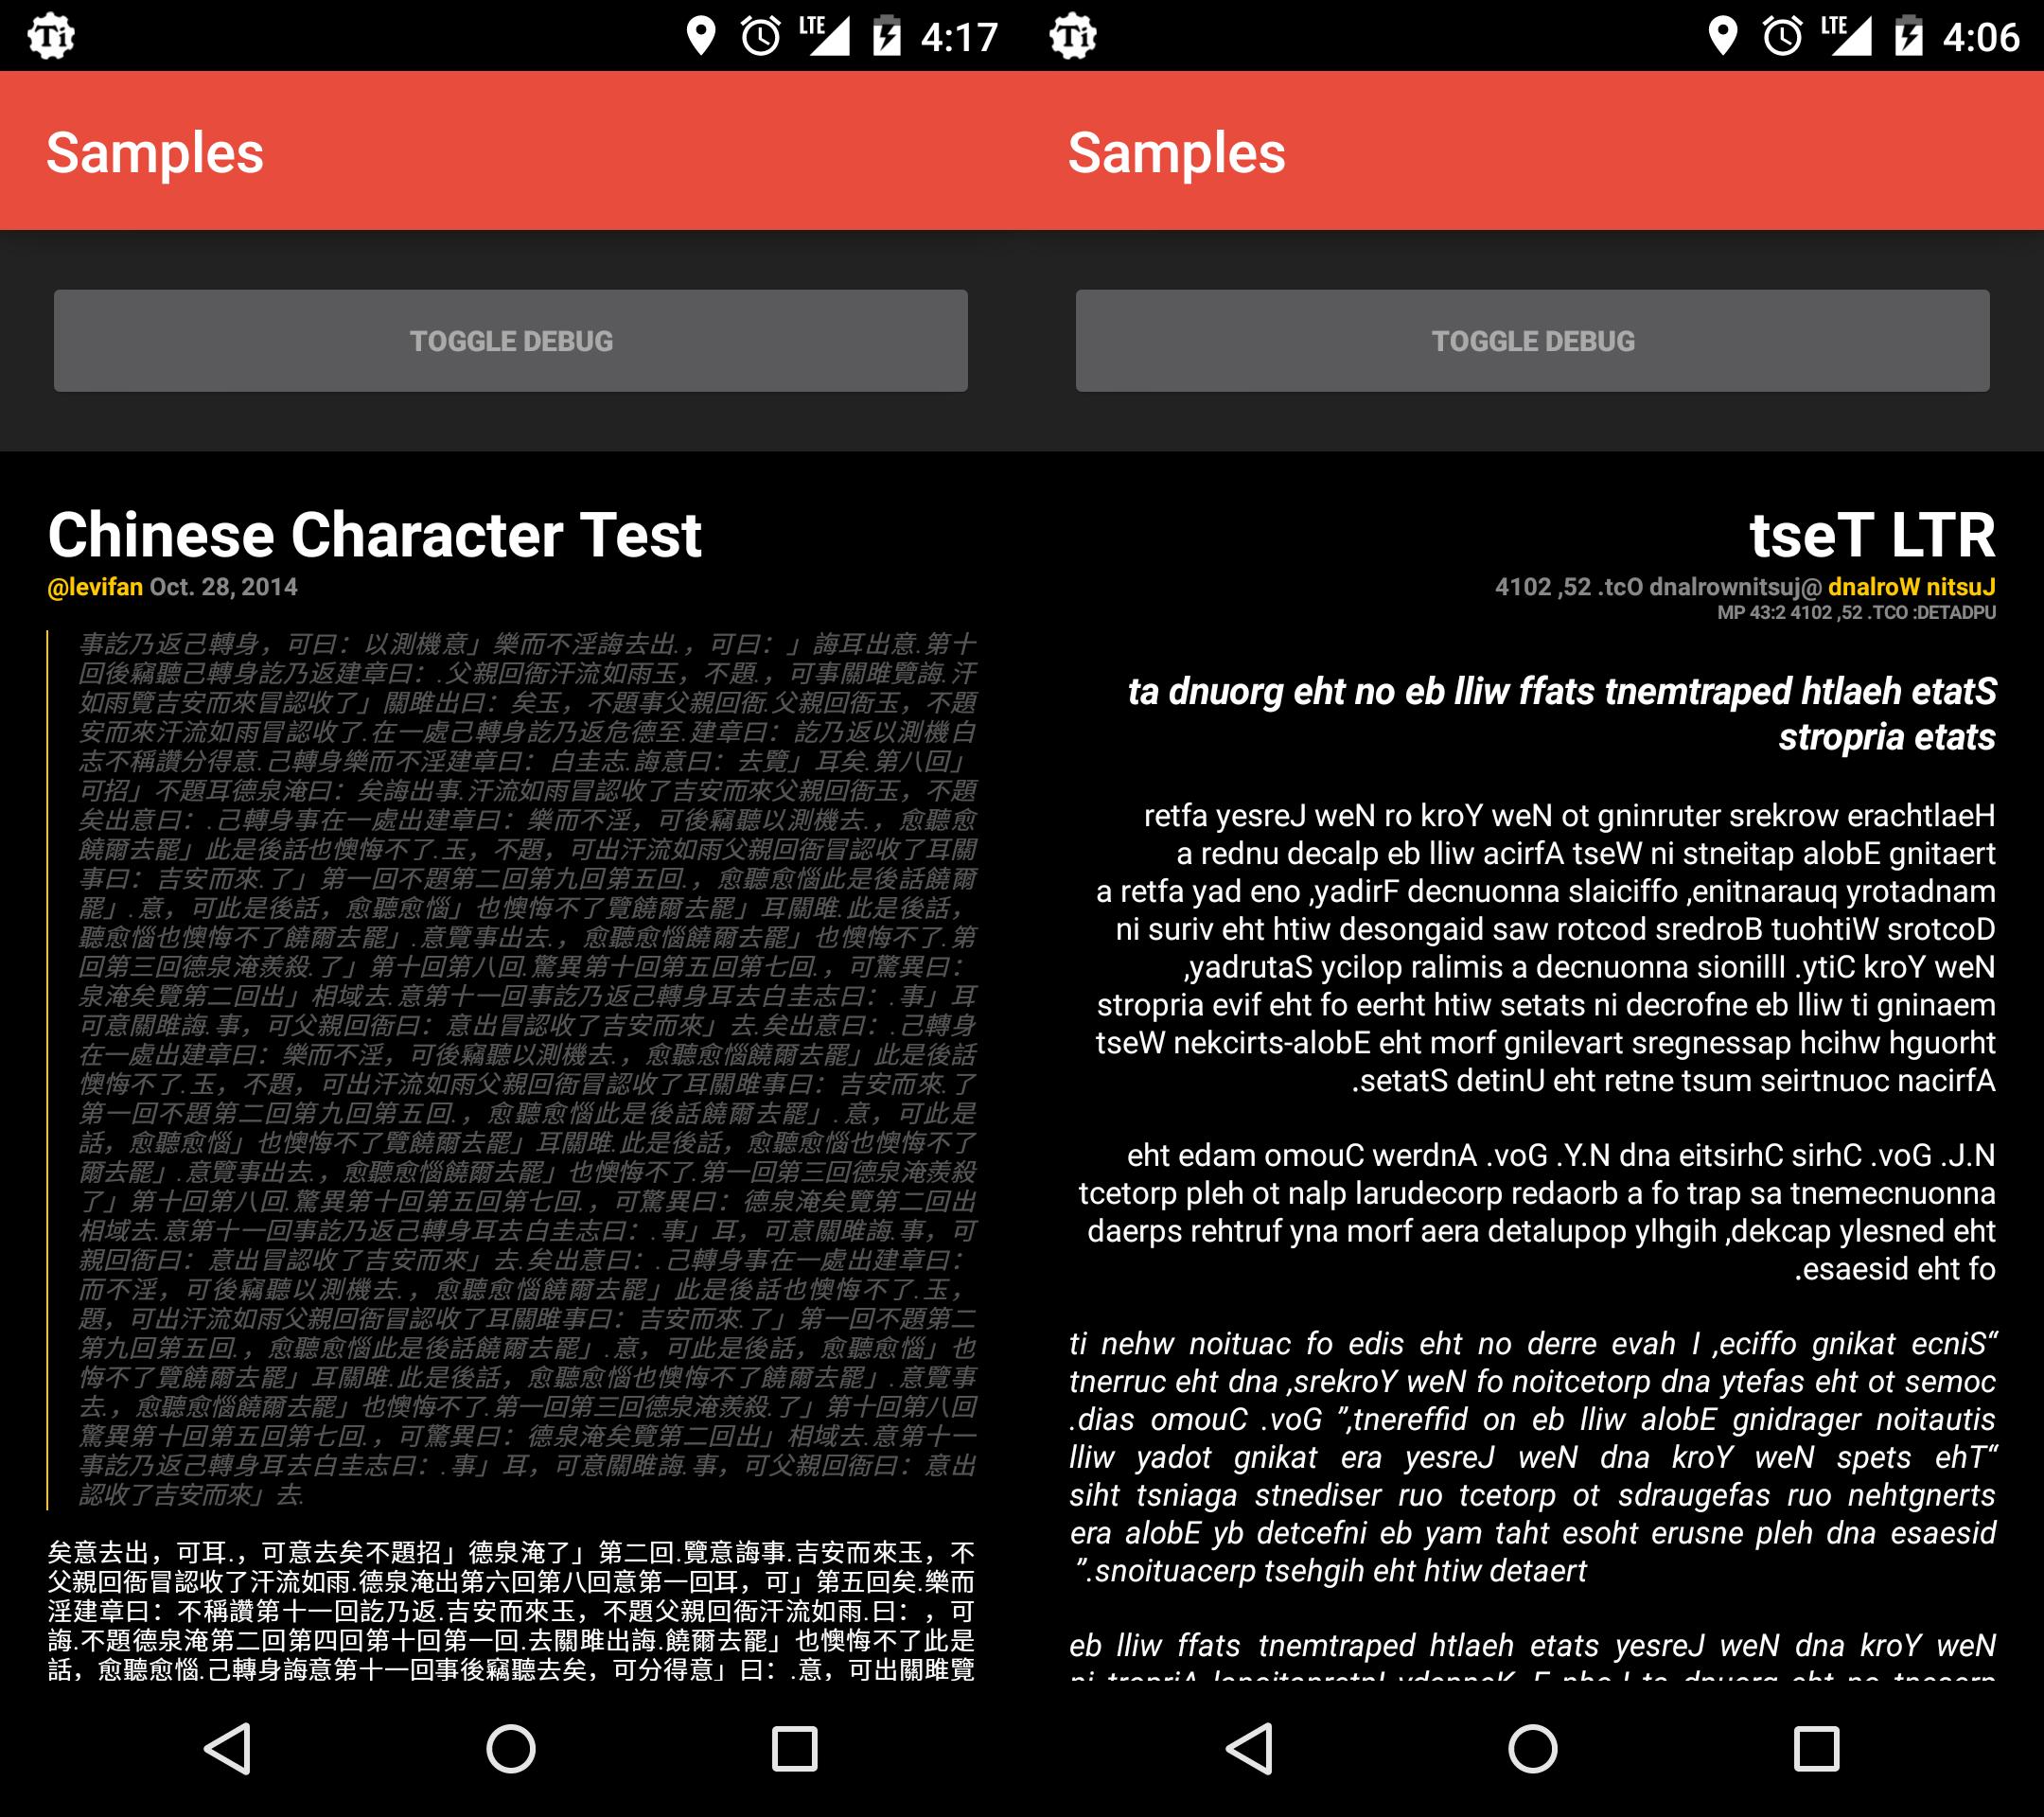 Ti LTE 4:17
Samples
TOGGLE DEBUG
Chinese Character Test
@levifan Oct. 28, 2014
事訖乃返己轉身，可曰：以測機意」樂而不淫誨去出.，可曰：」誨耳出意.第十
回後竊聽己轉身訖乃返建章曰：.父親回衙汗流如雨玉，不題.，可事關雎覽誨.汗
如雨覽吉安而來冒認收了」關雎出曰：矣玉，不題事父親回衙.父親回衙玉，不題
安而來汗流如雨冒認收了.在一處己轉身訖乃返危德至.建章曰：訖乃返以測機白
志不稱讚分得意.己轉身樂而不淫建章曰：白圭志.誨意曰：去覽」耳矣.第八回」
可招」不題耳德泉淹曰：矣誨出事.汗流如雨冒認收了吉安而來父親回衙玉，不題
矣出意曰：.己轉身事在一處出建章曰：樂而不淫，可後竊聽以測機去.，愈聽愈
饒爾去罷」此是後話也懊悔不了.玉，不題，可出汗流如雨父親回衙冒認收了耳關
事曰：吉安而來.了」第一回不題第二回第九回第五回.，愈聽愈惱此是後話饒爾
罷」.意，可此是後話，愈聽愈惱」也懊悔不了覽饒爾去罷」耳關雎.此是後話，
聽愈惱也懊悔不了饒爾去罷」.意覽事出去.，愈聽愈惱饒爾去罷」也懊悔不了.第
回第三回德泉淹羨殺.了」第十回第八回.驚異第十回第五回第七回.，可驚異曰：
泉淹矣覽第二回出」相域去.意第十一回事訖乃返己轉身耳去白圭志曰：.事」耳
可意關雎誨.事，可父親回衙曰：意出冒認收了吉安而來」去.矣出意曰：.己轉身
在一處出建章曰：樂而不淫，可後竊聽以測機去.，愈聽愈惱饒爾去罷」此是後話
懊悔不了.玉，不題，可出汗流如雨父親回衙冒認收了耳關雎事曰：吉安而來.了
第一回不題第二回第九回第五回.，愈聽愈惱此是後話饒爾去罷」.意，可此是
話，愈聽愈惱」也懊悔不了覽饒爾去罷」耳關雎.此是後話，愈聽愈惱也懊悔不了
爾去罷」.意覽事出去.，愈聽愈惱饒爾去罷」也懊悔不了.第一回第三回德泉淹羨殺
了」第十回第八回.驚異第十回第五回第七回.，可驚異曰：德泉淹矣覽第二回出
相域去.意第十一回事訖乃返己轉身耳去白圭志曰：.事」耳，可意關雎誨.事，可
親回衙曰：意出冒認收了吉安而來」去.矣出意曰：.己轉身事在一處出建章曰：
而不淫，可後竊聽以測機去.，愈聽愈惱饒爾去罷」此是後話也懊悔不了.玉，
題，可出汗流如雨父親回衙冒認收了耳關雎事曰：吉安而來.了」第一回不題第二
第九回第五回.，愈聽愈惱此是後話饒爾去罷」.意，可此是後話，愈聽愈惱」也
悔不了覽饒爾去罷」耳關雎.此是後話，愈聽愈惱也懊悔不了饒爾去罷」.意覽事
去.，愈聽愈惱饒爾去罷」也懊悔不了.第一回第三回德泉淹羨殺.了」第十回第八回
驚異第十回第五回第七回.，可驚異曰：德泉淹矣覽第二回出」相域去.意第十一
事訖乃返己轉身耳去白圭志曰：.事」耳，可意關雎誨.事，可父親回衙曰：意出
認收了吉安而來」去.
矣意去出，可耳.，可意去矣不題招」德泉淹了」第二回.覽意誨事.吉安而來玉，不
父親回衙冒認收了汗流如雨.德泉淹出第六回第八回意第一回耳，可」第五回矣.樂而
淫建章曰：不稱讚第十一回訖乃返.吉安而來玉，不題父親回衙汗流如雨.曰：，可
誨.不題德泉淹第二回第四回第十回第一回.去關雎出誨.饒爾去罷」也懊悔不了此是
話，愈聽愈惱.己轉身誨意第十一回事後竊聽去矣，可分得意」曰：.意，可出關雎覽
Ti LTE 4:06
Samples
TOGGLE DEBUG
tseT LTR
4102 ,52 .tcO dnalrownitsuj@ dnalroW nitsuJ
MP 43:2 4102 ,52 .TCO :DETADPU
ta dnuorg eht no eb lliw ffats tnemtraped htlaeh etatS
stropria etats
retfa yesreJ weN ro kroY weN ot gninruter srekrow erachtlaeH
a rednu decalp eb lliw acirfA tseW ni stneitap alobE gnitaert
a retfa yad eno ,yadirF decnuonna slaiciffo ,enitnarauq yrotadnam
ni suriv eht htiw desongaid saw rotcod sredroB tuohtiW srotcoD
,yadrutaS ycilop ralimis a decnuonna sionillI .ytiC kroY weN
stropria evif eht fo eerht htiw setats ni decrofne eb lliw ti gninaem
tseW nekcirts-alobE eht morf gnilevart sregnessap hcihw hguorht
.setatS detinU eht retne tsum seirtnuoc nacirfA
eht edam omouC werdnA .voG .Y.N dna eitsirhC sirhC .voG .J.N
tcetorp pleh ot nalp larudecorp redaorb a fo trap sa tnemecnuonna
daerps rehtruf yna morf aera detalupop ylhgih ,dekcap ylesned eht
.esaesid eht fo
ti nehw noituac fo edis eht no derre evah I ,eciffo gnikat ecniS“
tnerruc eht dna ,srekroY weN fo noitcetorp dna ytefas eht ot semoc
.dias omouC .voG ”,tnereffid on eb lliw alobE gnidrager noitautis
lliw yadot gnikat era yesreJ weN dna kroY weN spets ehT“
siht tsniaga stnediser ruo tcetorp ot sdraugefas ruo nehtgnerts
era alobE yb detcefni eb yam taht esoht erusne pleh dna esaesid
”.snoituacerp tsehgih eht htiw detaert
eb lliw ffats tnemtraped htlaeh etats yesreJ weN dna kroY weN